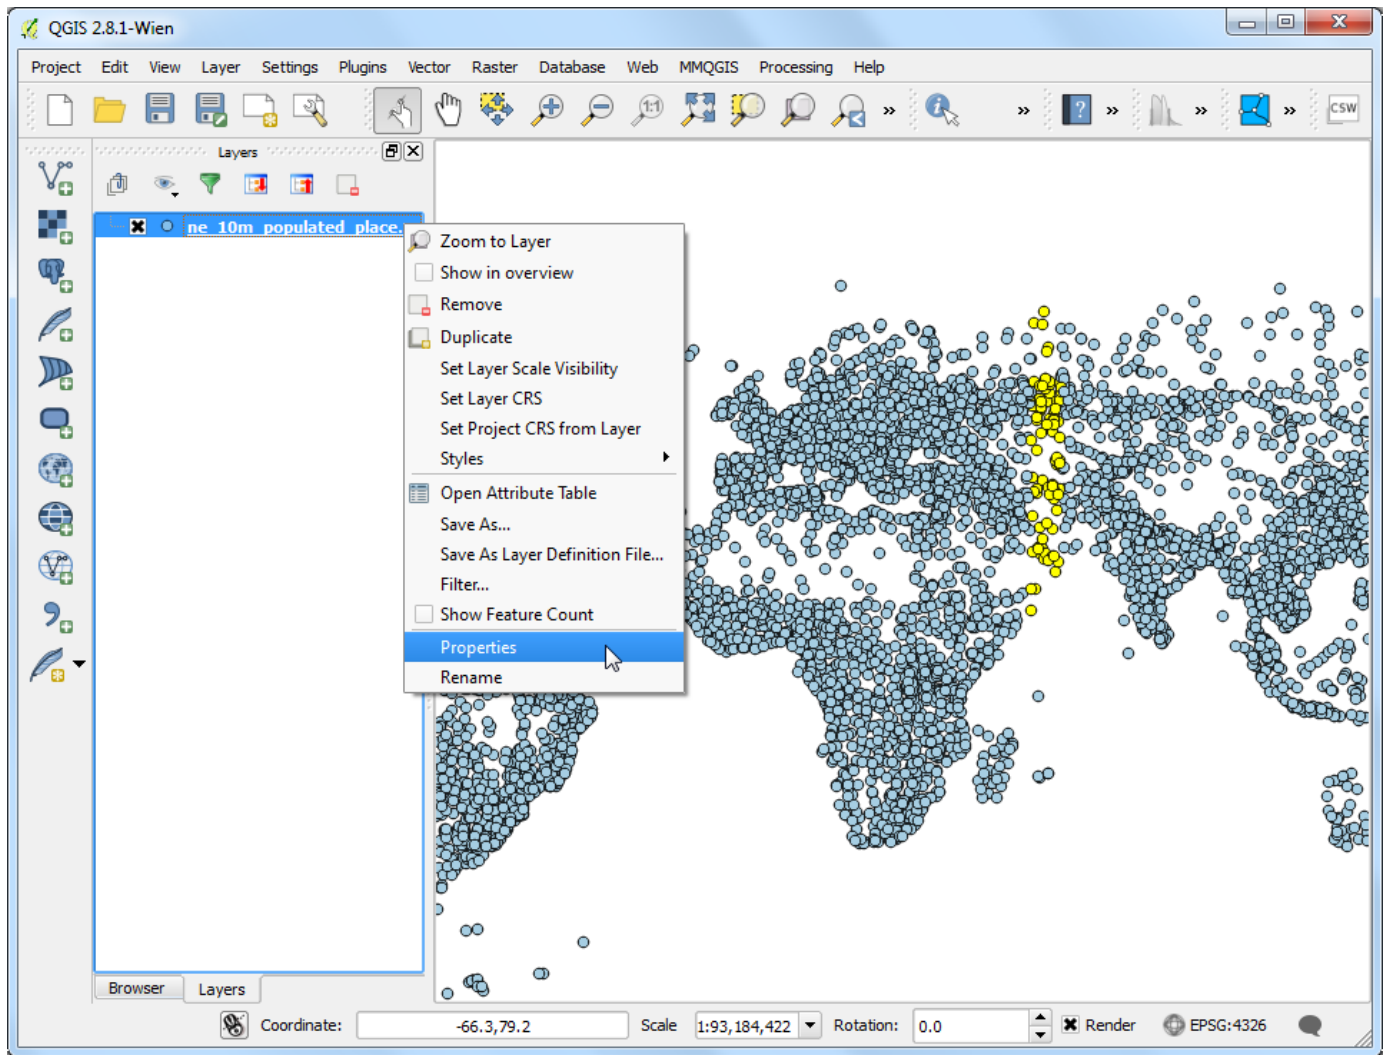 QGIS 2.8.1-Wien
Project Edit View Layer Settings Plugins Vector Raster Database Web MMQGIS Processing Help
1:1 » » ? » » » CSW
Layers
ne_10m_populated_place.
Zoom to Layer
Show in overview
Remove
Duplicate
Set Layer Scale Visibility
Set Layer CRS
Set Project CRS from Layer
Styles
Open Attribute Table
Save As...
Save As Layer Definition File...
Filter...
Show Feature Count
Properties
Rename
Browser Layers
Coordinate: -66.3,79.2 Scale 1:93,184,422 Rotation: 0.0 Render EPSG:4326